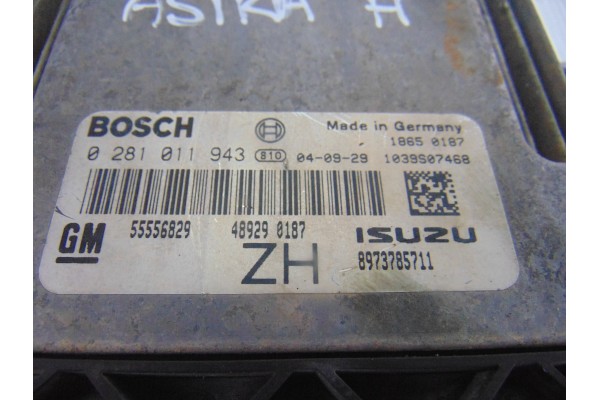 ASTRA H
BOSCH Made in Germany
1865 0187
0 281 011 943 810 04-09-29 1039S07468
GM 55556829 48929 0187 ISUZU
ZH 8973785711